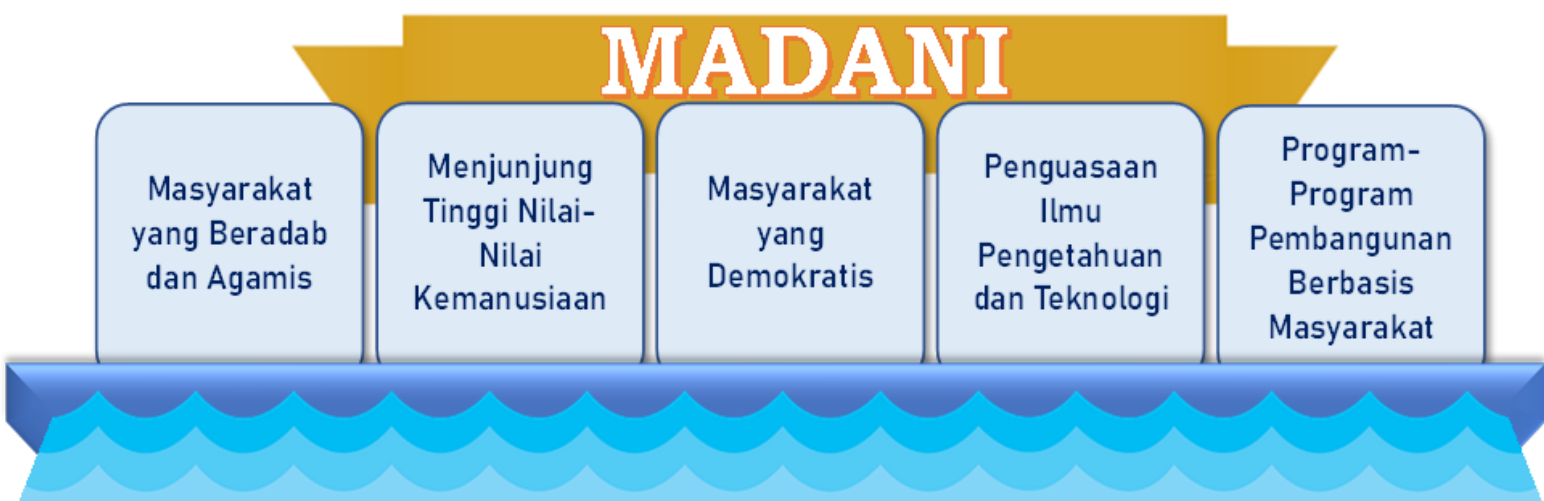 MADANI
Masyarakat
yang Beradab
dan Agamis
Menjunjung
Tinggi Nilai-
Nilai
Kemanusiaan
Masyarakat
yang
Demokratis
Penguasaan
Ilmu
Pengetahuan
dan Teknologi
Program-
Program
Pembangunan
Berbasis
Masyarakat